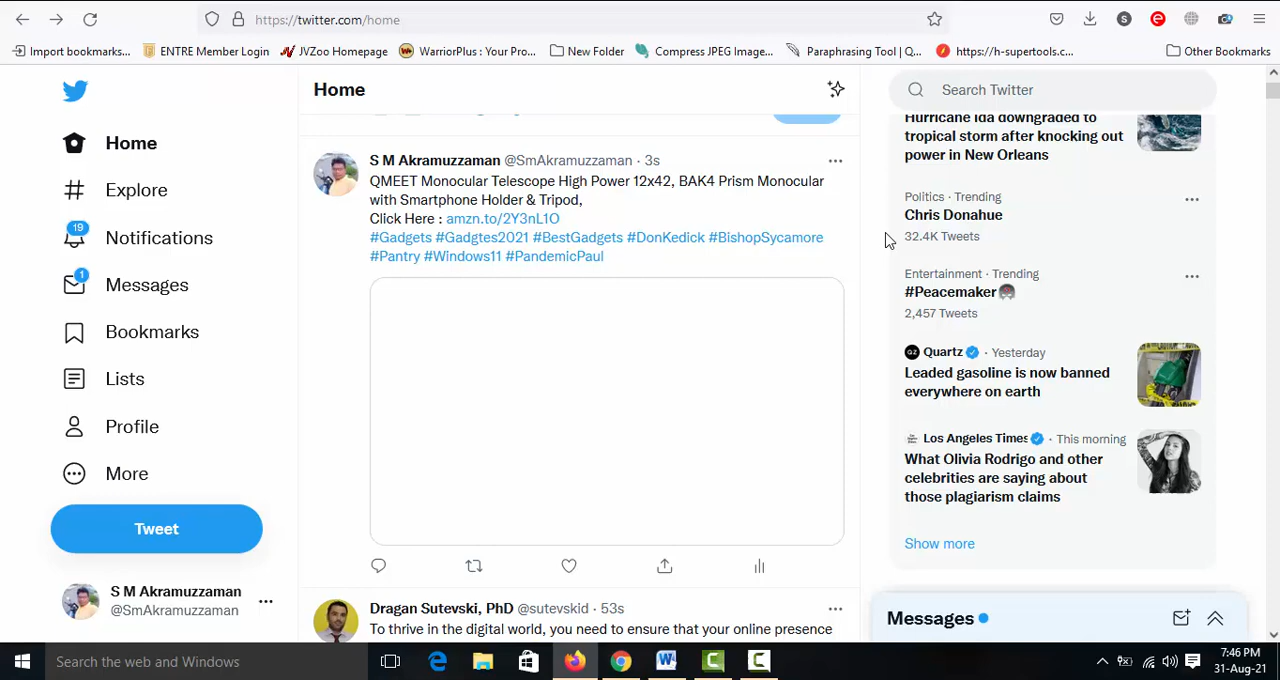 https://twitter.com/home
Import bookmarks...
ENTRE Member Login
JVZoo Homepage
WarriorPlus : Your Pro...
New Folder
Compress JPEG Image...
Paraphrasing Tool | Q...
https://h-supertools.c...
Other Bookmarks
Home
Explore
19
Notifications
1
Messages
Bookmarks
Lists
Profile
More
Tweet
S M Akramuzzaman
@SmAkramuzzaman
Home
S M Akramuzzaman @SmAkramuzzaman · 3s
QMEET Monocular Telescope High Power 12x42, BAK4 Prism Monocular
with Smartphone Holder & Tripod,
Click Here : amzn.to/2Y3nL1O
#Gadgets #Gadgtes2021 #BestGadgets #DonKedick #BishopSycamore
#Pantry #Windows11 #PandemicPaul
Dragan Sutevski, PhD @sutevskid · 53s
To thrive in the digital world, you need to ensure that your online presence
Search Twitter
Hurricane Ida downgraded to
tropical storm after knocking out
power in New Orleans
Politics · Trending
Chris Donahue
32.4K Tweets
Entertainment · Trending
#Peacemaker
2,457 Tweets
Quartz · Yesterday
Leaded gasoline is now banned
everywhere on earth
Los Angeles Times · This morning
What Olivia Rodrigo and other
celebrities are saying about
those plagiarism claims
Show more
Messages
Search the web and Windows
7:46 PM
31-Aug-21